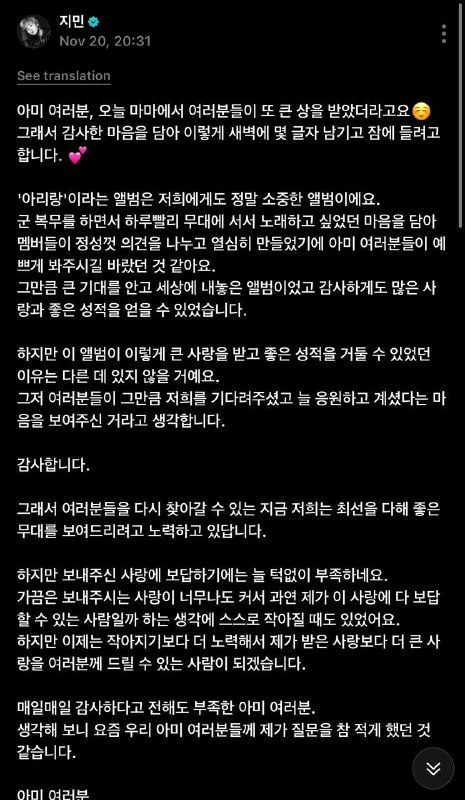 지민
Nov 20, 20:31
See translation
아미 여러분, 오늘 마마에서 여러분들이 또 큰 상을 받았더라고요☺️
그래서 감사한 마음을 담아 이렇게 새벽에 몇 글자 남기고 잠에 들려고
합니다. 💕
'아리랑'이라는 앨범은 저희에게도 정말 소중한 앨범이에요.
군 복무를 하면서 하루빨리 무대에 서서 노래하고 싶었던 마음을 담아
멤버들이 정성껏 의견을 나누고 열심히 만들었기에 아미 여러분들이 예
쁘게 봐주시길 바랐던 것 같아요.
그만큼 큰 기대를 안고 세상에 내놓은 앨범이었고 감사하게도 많은 사
랑과 좋은 성적을 얻을 수 있었습니다.
하지만 이 앨범이 이렇게 큰 사랑을 받고 좋은 성적을 거둘 수 있었던
이유는 다른 데 있지 않을 거예요.
그저 여러분들이 그만큼 저희를 기다려주셨고 늘 응원하고 계셨다는 마
음을 보여주신 거라고 생각합니다.
감사합니다.
그래서 여러분들을 다시 찾아갈 수 있는 지금 저희는 최선을 다해 좋은
무대를 보여드리려고 노력하고 있답니다.
하지만 보내주신 사랑에 보답하기에는 늘 턱없이 부족하네요.
가끔은 보내주시는 사랑이 너무나도 커서 과연 제가 이 사랑에 다 보답
할 수 있는 사람일까 하는 생각에 스스로 작아질 때도 있었어요.
하지만 이제는 작아지기보다 더 노력해서 제가 받은 사랑보다 더 큰 사
랑을 여러분께 드릴 수 있는 사람이 되겠습니다.
매일매일 감사하다고 전해도 부족한 아미 여러분.
생각해 보니 요즘 우리 아미 여러분들께 제가 질문을 참 적게 했던 것
같습니다.
아미 여러분